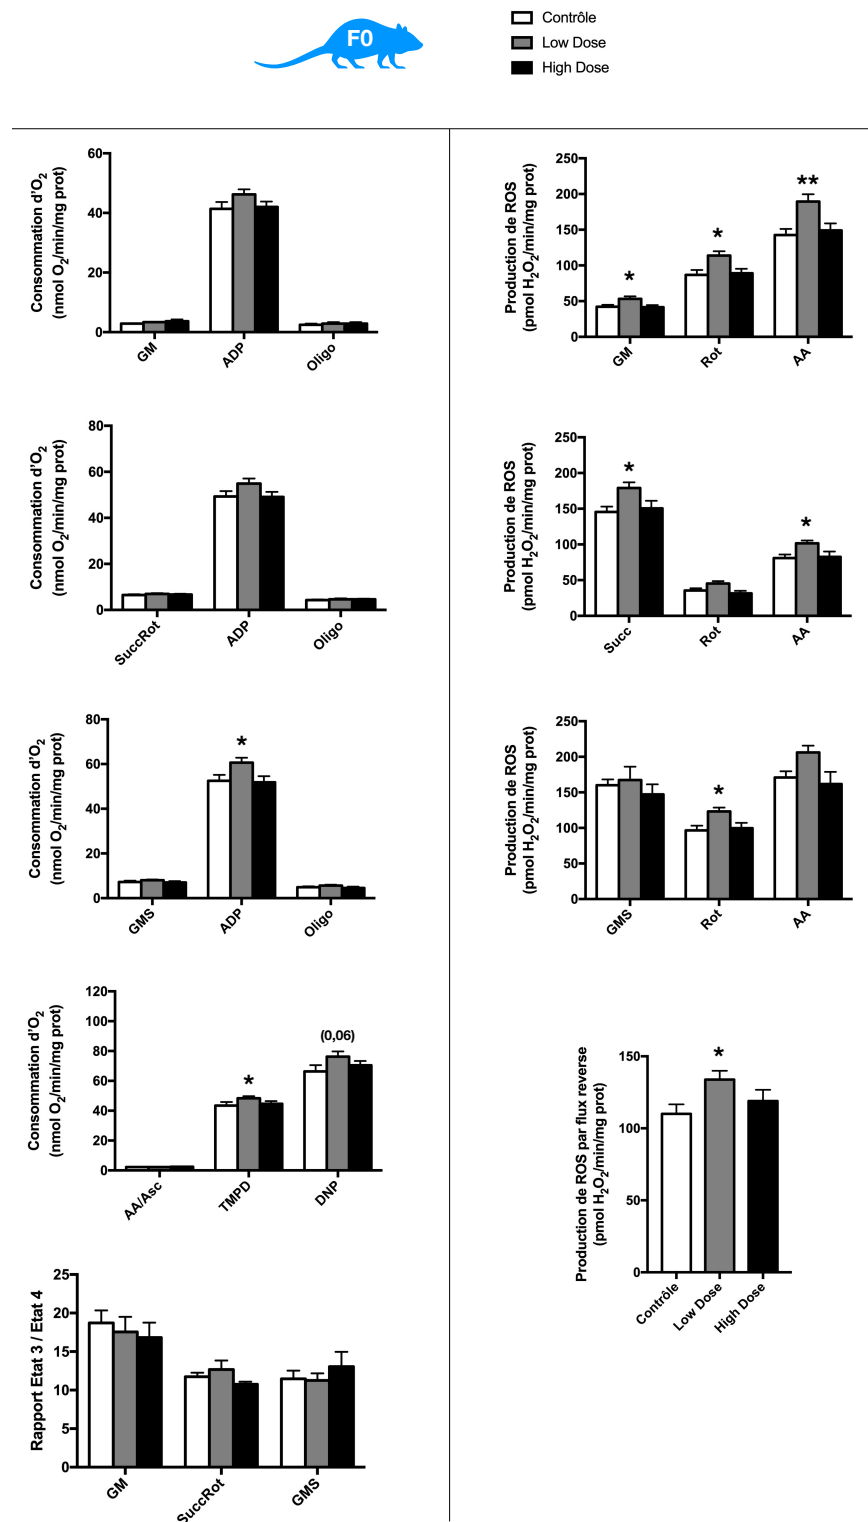 F0
Contrôle
Low Dose
High Dose
Consommation d'O2
(nmol O2/min/mg prot)
60
40
20
0
GM
ADP
Oligo
Production de ROS
(pmol H2O2/min/mg prot)
250
200
150
100
50
0
*
*
**
GM
Rot
AA
Consommation d'O2
(nmol O2/min/mg prot)
80
60
40
20
0
SuccRot
ADP
Oligo
Production de ROS
(pmol H2O2/min/mg prot)
250
200
150
100
50
0
*
*
Succ
Rot
AA
Consommation d'O2
(nmol O2/min/mg prot)
80
60
40
20
0
*
GMS
ADP
Oligo
Production de ROS
(pmol H2O2/min/mg prot)
250
200
150
100
50
0
*
GMS
Rot
AA
Consommation d'O2
(nmol O2/min/mg prot)
120
100
80
60
40
20
0
*
(0,06)
AA/Asc
TMPD
DNP
Production de ROS par flux reverse
(pmol H2O2/min/mg prot)
150
100
50
0
*
Contrôle
Low Dose
High Dose
Rapport Etat 3 / Etat 4
25
20
15
10
5
0
GM
SuccRot
GMS